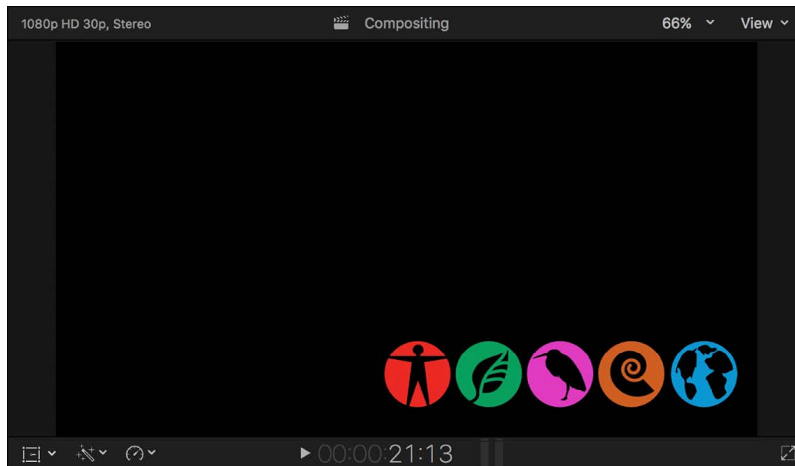 1080p HD 30p, Stereo
Compositing
66%
View
00:00:21:13